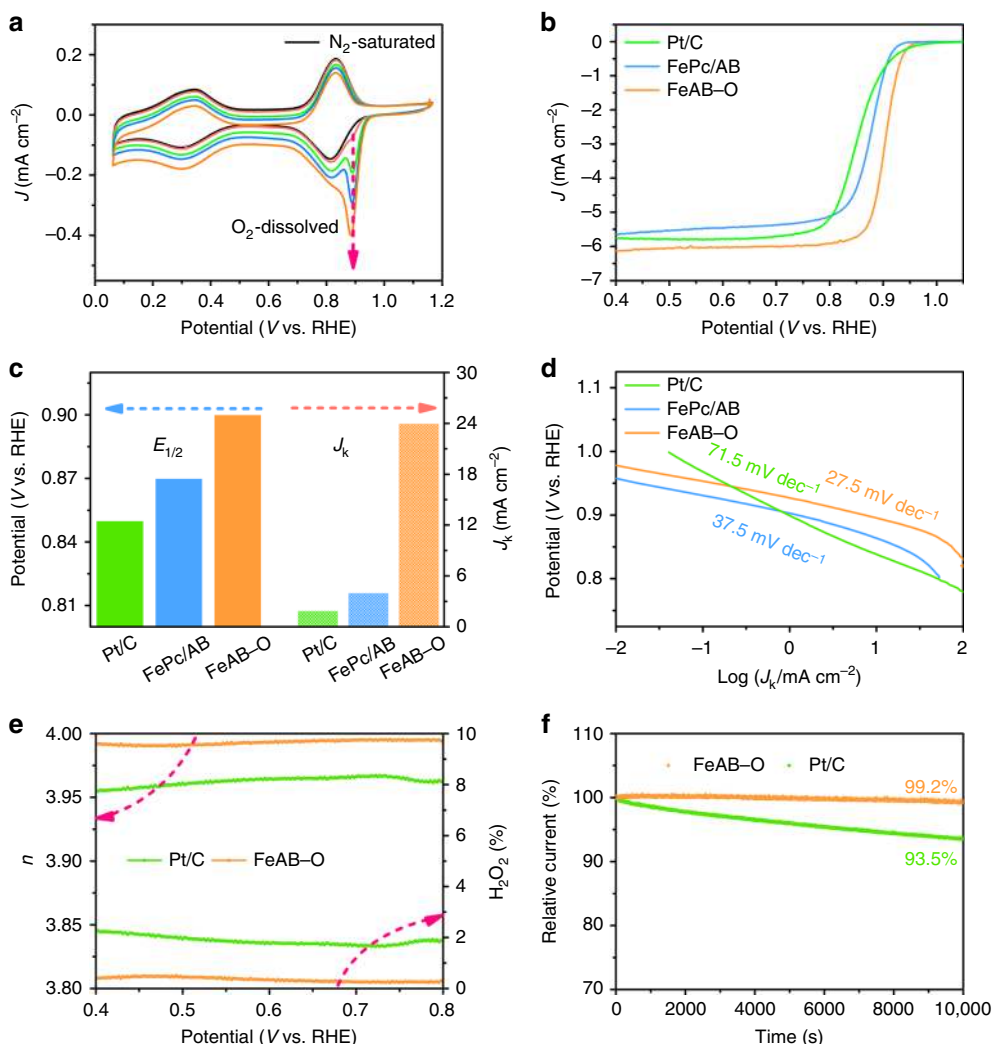 a
N2-saturated
O2-dissolved
0.2
0.0
−0.2
−0.4
J (mA cm−2)
0.0 0.2 0.4 0.6 0.8 1.0 1.2
Potential (V vs. RHE)
b
Pt/C
FePc/AB
FeAB–O
0
−1
−2
−3
−4
−5
−6
−7
J (mA cm−2)
0.4 0.5 0.6 0.7 0.8 0.9 1.0
Potential (V vs. RHE)
c
E1/2
Jk
0.90
0.87
0.84
0.81
Potential (V vs. RHE)
30
24
18
12
6
0
Jk (mA cm−2)
Pt/C FePc/AB FeAB–O Pt/C FePc/AB FeAB–O
d
Pt/C
FePc/AB
FeAB–O
71.5 mV dec−1
27.5 mV dec−1
37.5 mV dec−1
1.1
1.0
0.9
0.8
Potential (V vs. RHE)
−2 −1 0 1 2
Log (Jk/mA cm−2)
e
4.00
3.95
3.90
3.85
3.80
n
Pt/C FeAB–O
10
8
6
4
2
0
H2O2 (%)
0.4 0.5 0.6 0.7 0.8
Potential (V vs. RHE)
f
FeAB–O Pt/C
99.2%
93.5%
110
100
90
80
70
Relative current (%)
0 2000 4000 6000 8000 10,000
Time (s)